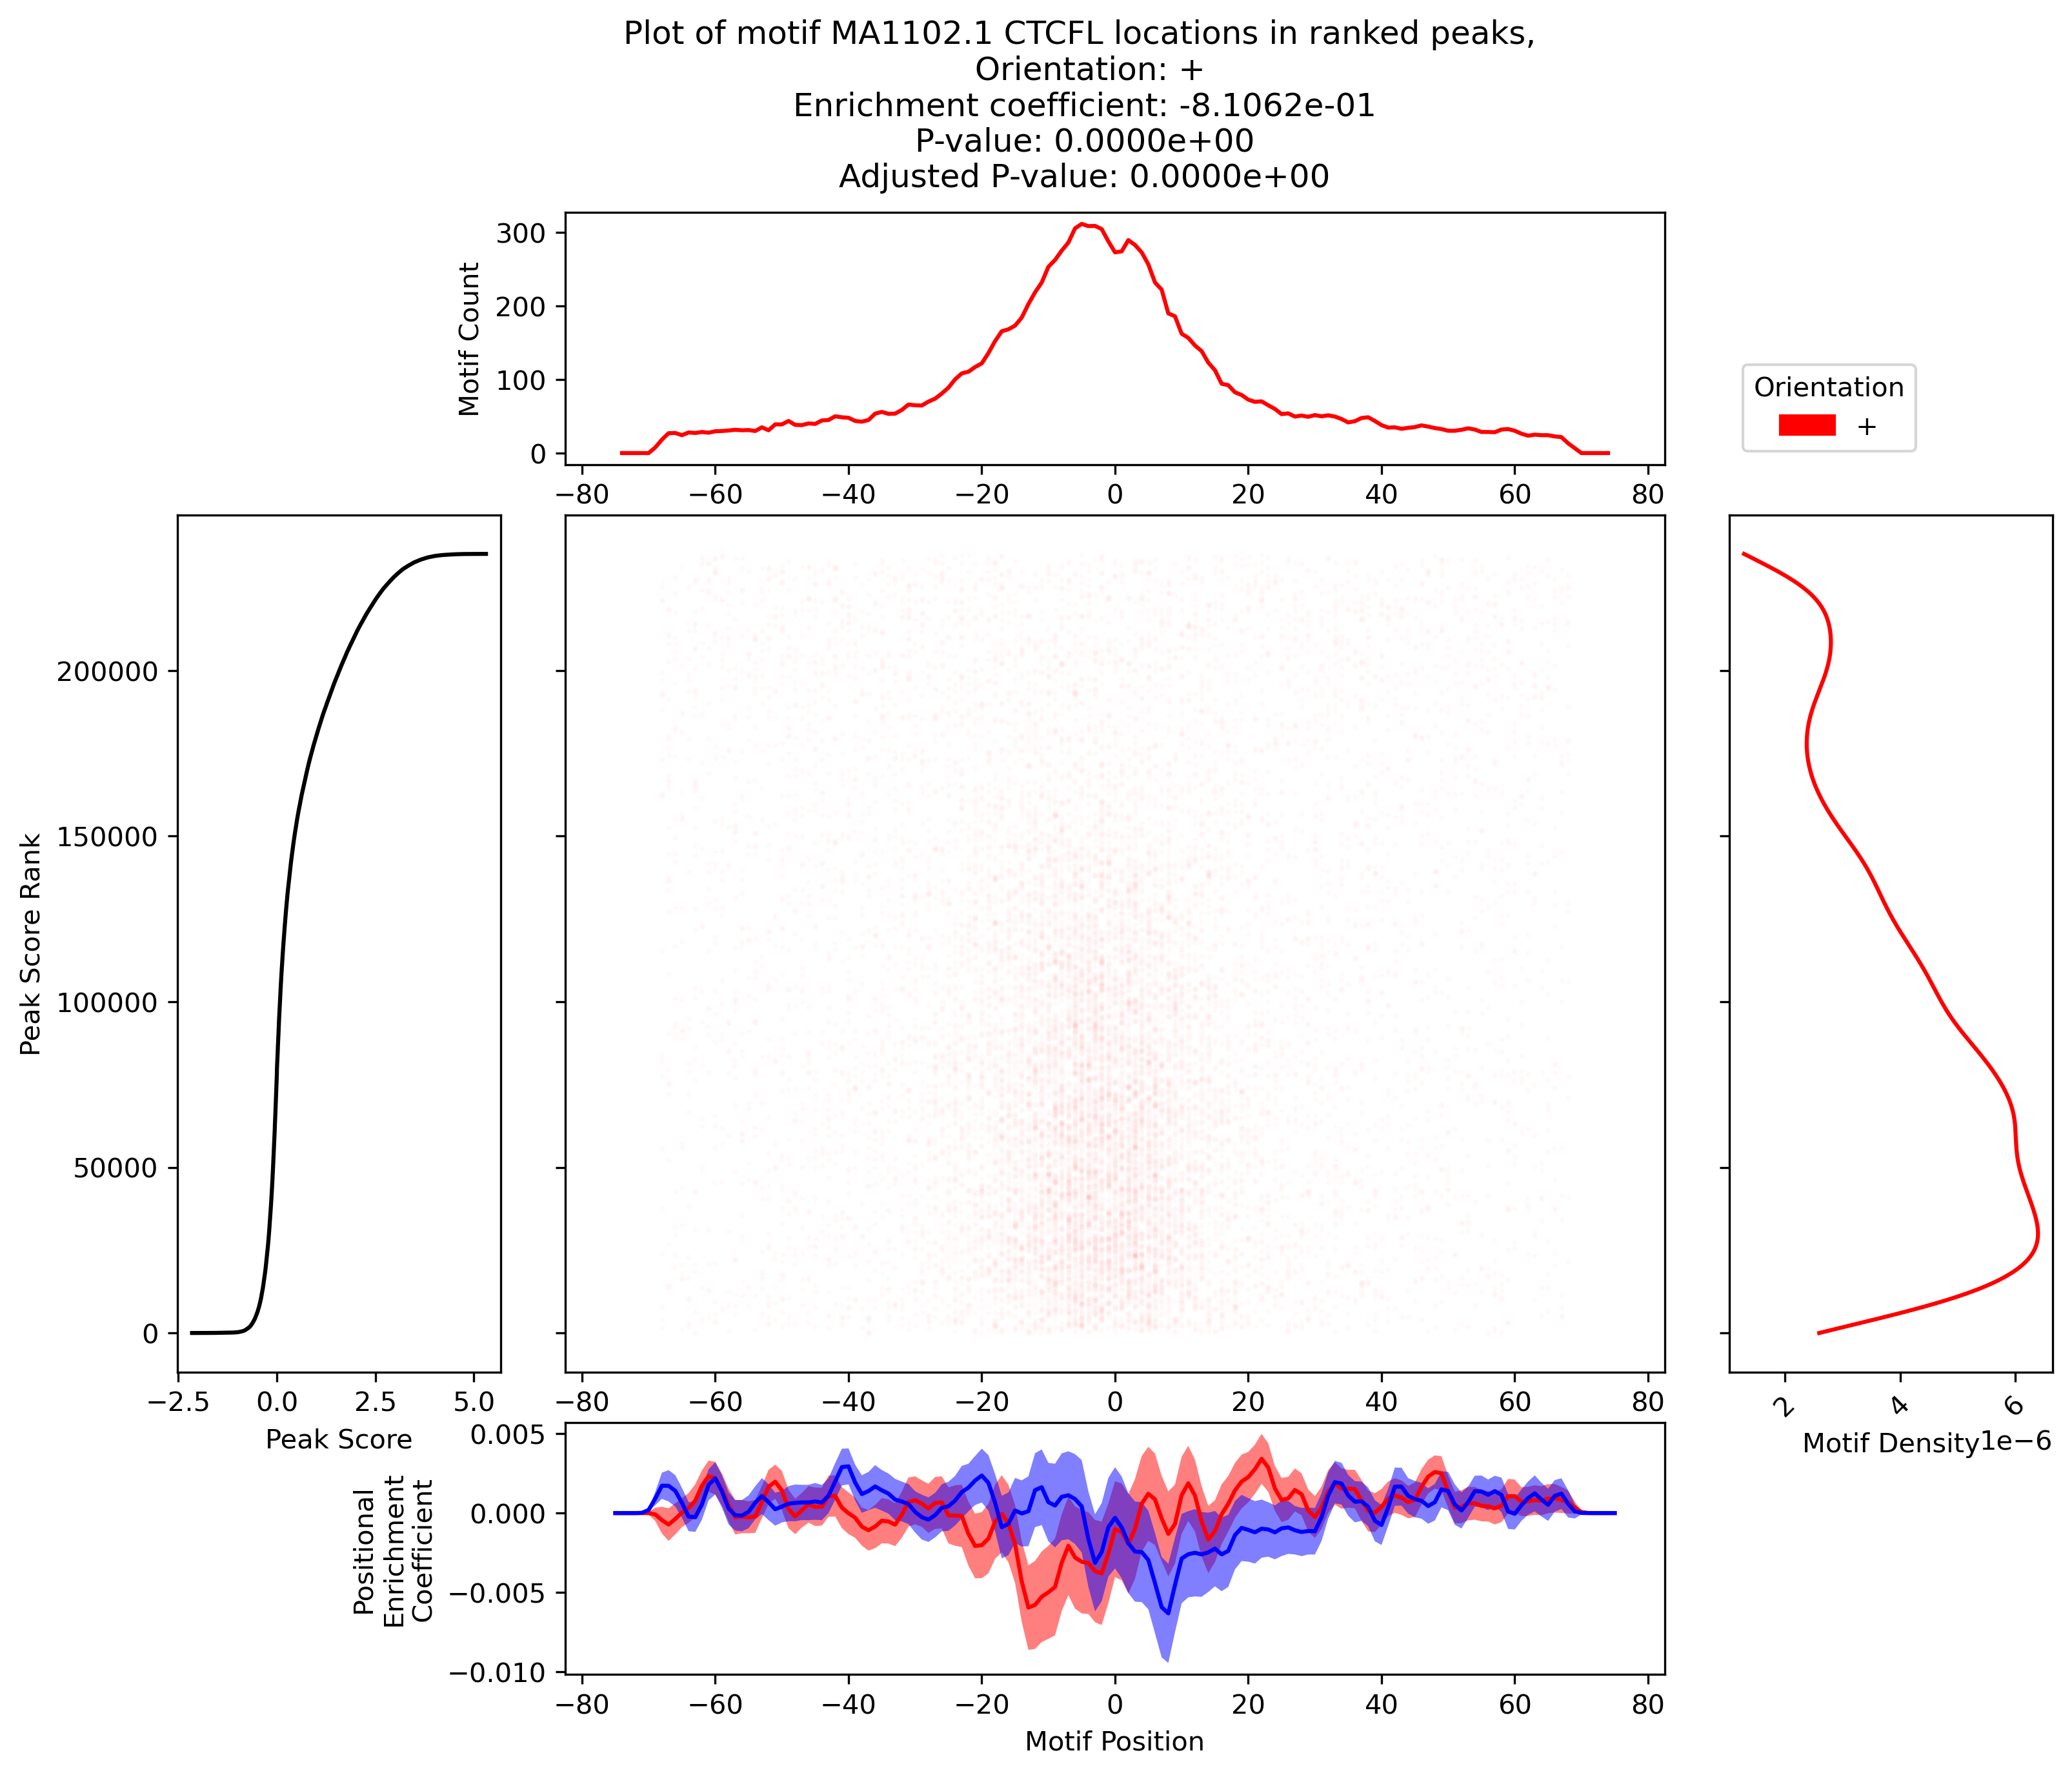 Plot of motif MA1102.1 CTCFL locations in ranked peaks,
Orientation: +
Enrichment coefficient: -8.1062e-01
P-value: 0.0000e+00
Adjusted P-value: 0.0000e+00
Motif Count
300
200
100
0
−80 −60 −40 −20 0 20 40 60 80
Orientation
+
Peak Score Rank
200000
150000
100000
50000
0
−2.5 0.0 2.5 5.0
Peak Score
−80 −60 −40 −20 0 20 40 60 80
2 4 6
Motif Density
1e−6
Positional
Enrichment
Coefficient
0.005
0.000
−0.005
−0.010
−80 −60 −40 −20 0 20 40 60 80
Motif Position